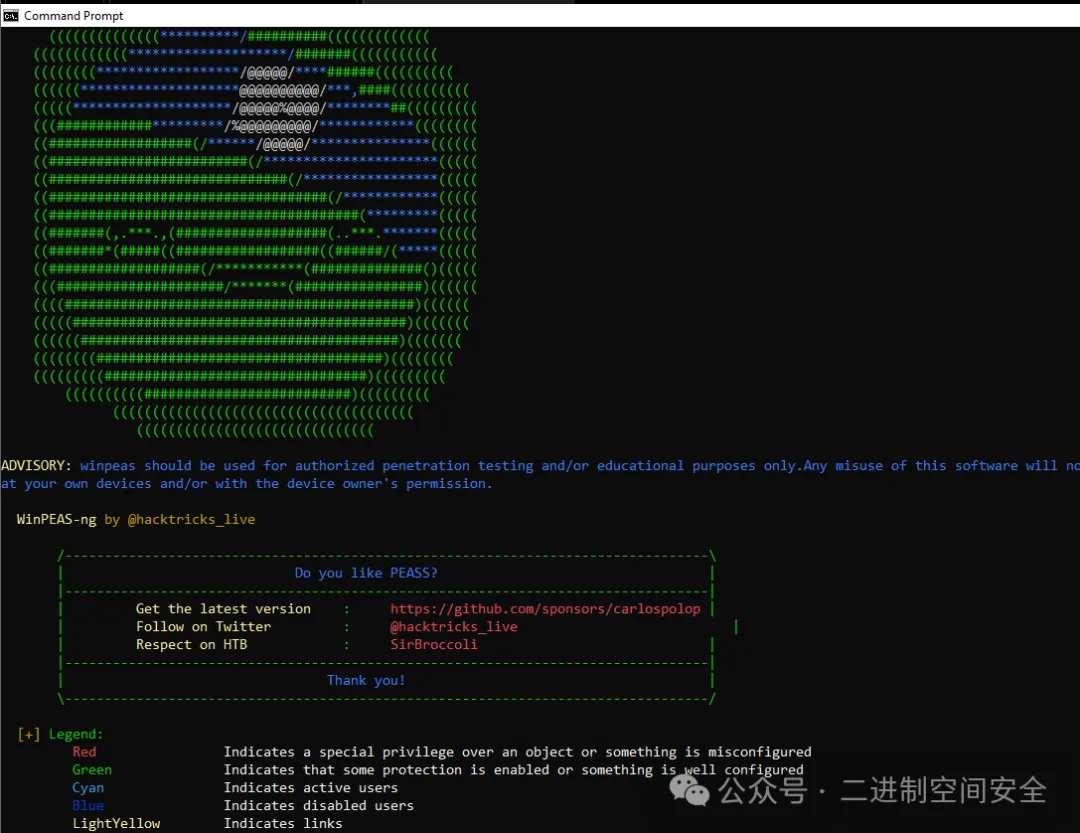 Command Prompt
ADVISORY: winpeas should be used for authorized penetration testing and/or educational purposes only.Any misuse of this software will no
at your own devices and/or with the device owner's permission.
WinPEAS-ng by @hacktricks_live
Do you like PEASS?
Get the latest version : https://github.com/sponsors/carlospolop
Follow on Twitter : @hacktricks_live
Respect on HTB : SirBroccoli
Thank you!
[+] Legend:
Red Indicates a special privilege over an object or something is misconfigured
Green Indicates that some protection is enabled or something is well configured
Cyan Indicates active users
Blue Indicates disabled users
LightYellow Indicates links
公众号 · 二进制空间安全